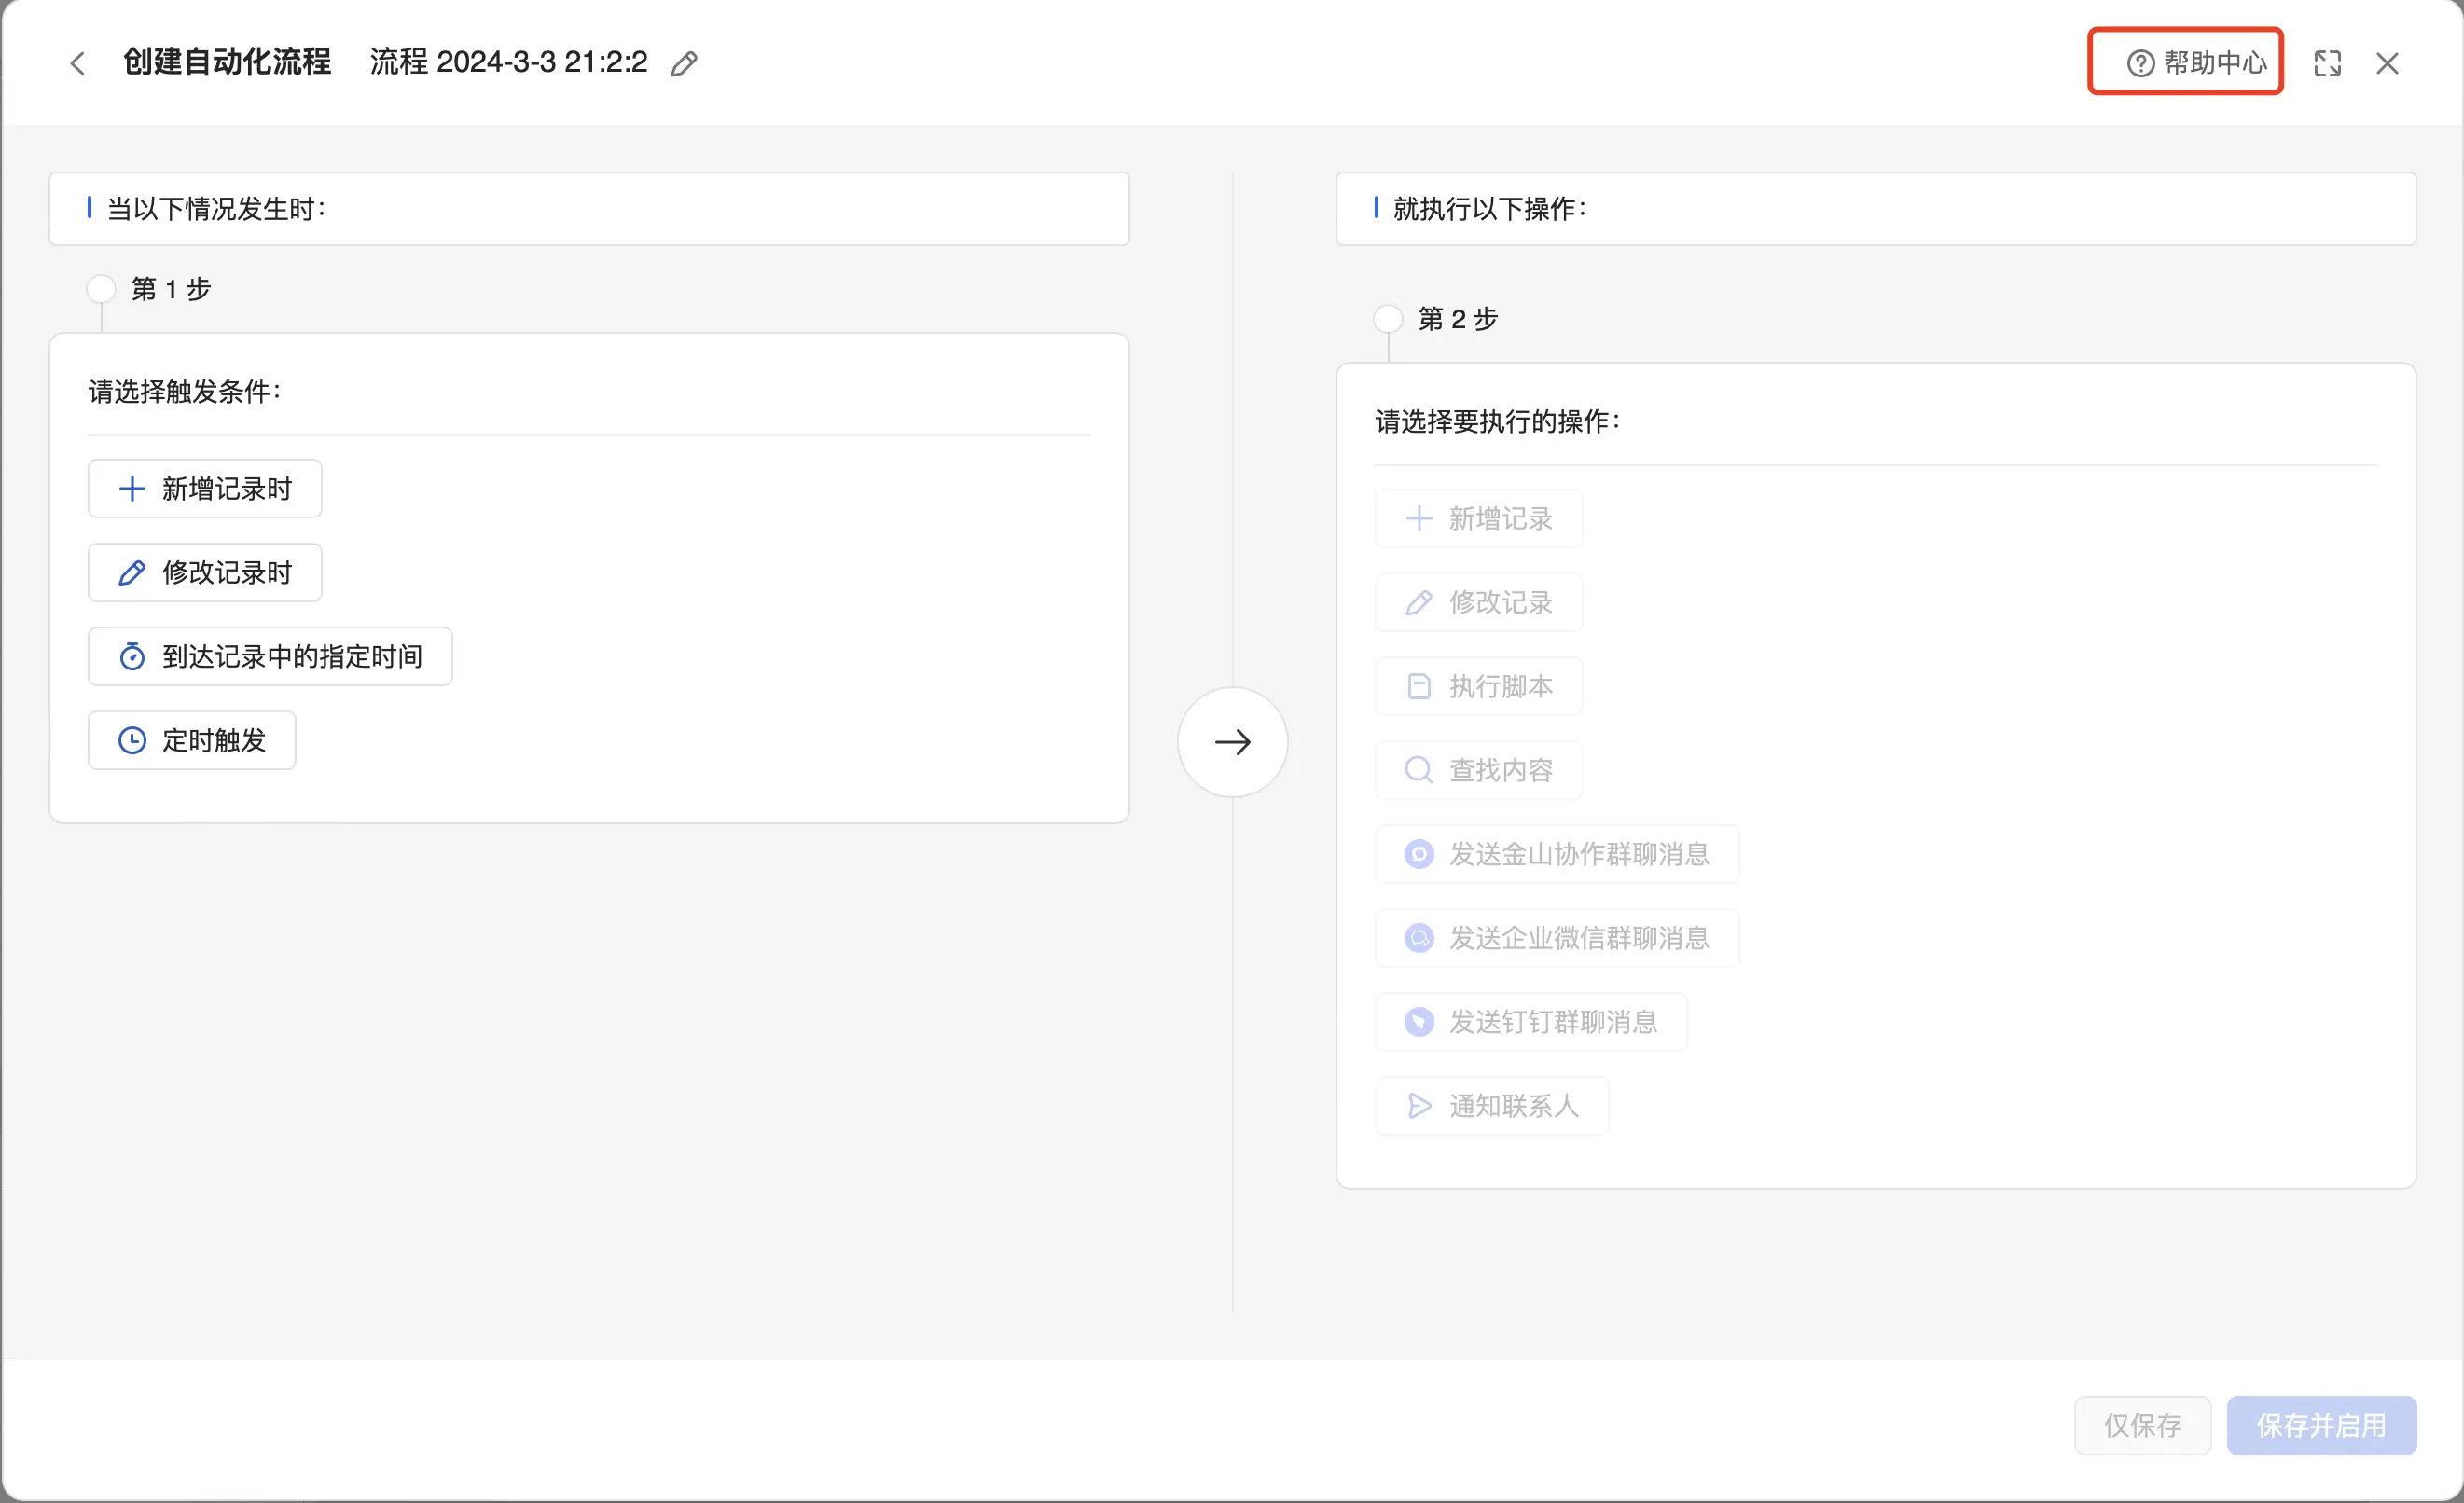 创建自动化流程 流程 2024-3-3 21:2:2
帮助中心
当以下情况发生时：
第 1 步
请选择触发条件：
新增记录时
修改记录时
到达记录中的指定时间
定时触发
就执行以下操作：
第 2 步
请选择要执行的操作：
新增记录
修改记录
执行脚本
查找内容
发送金山协作群聊消息
发送企业微信群聊消息
发送钉钉群聊消息
通知联系人
仅保存
保存并启用